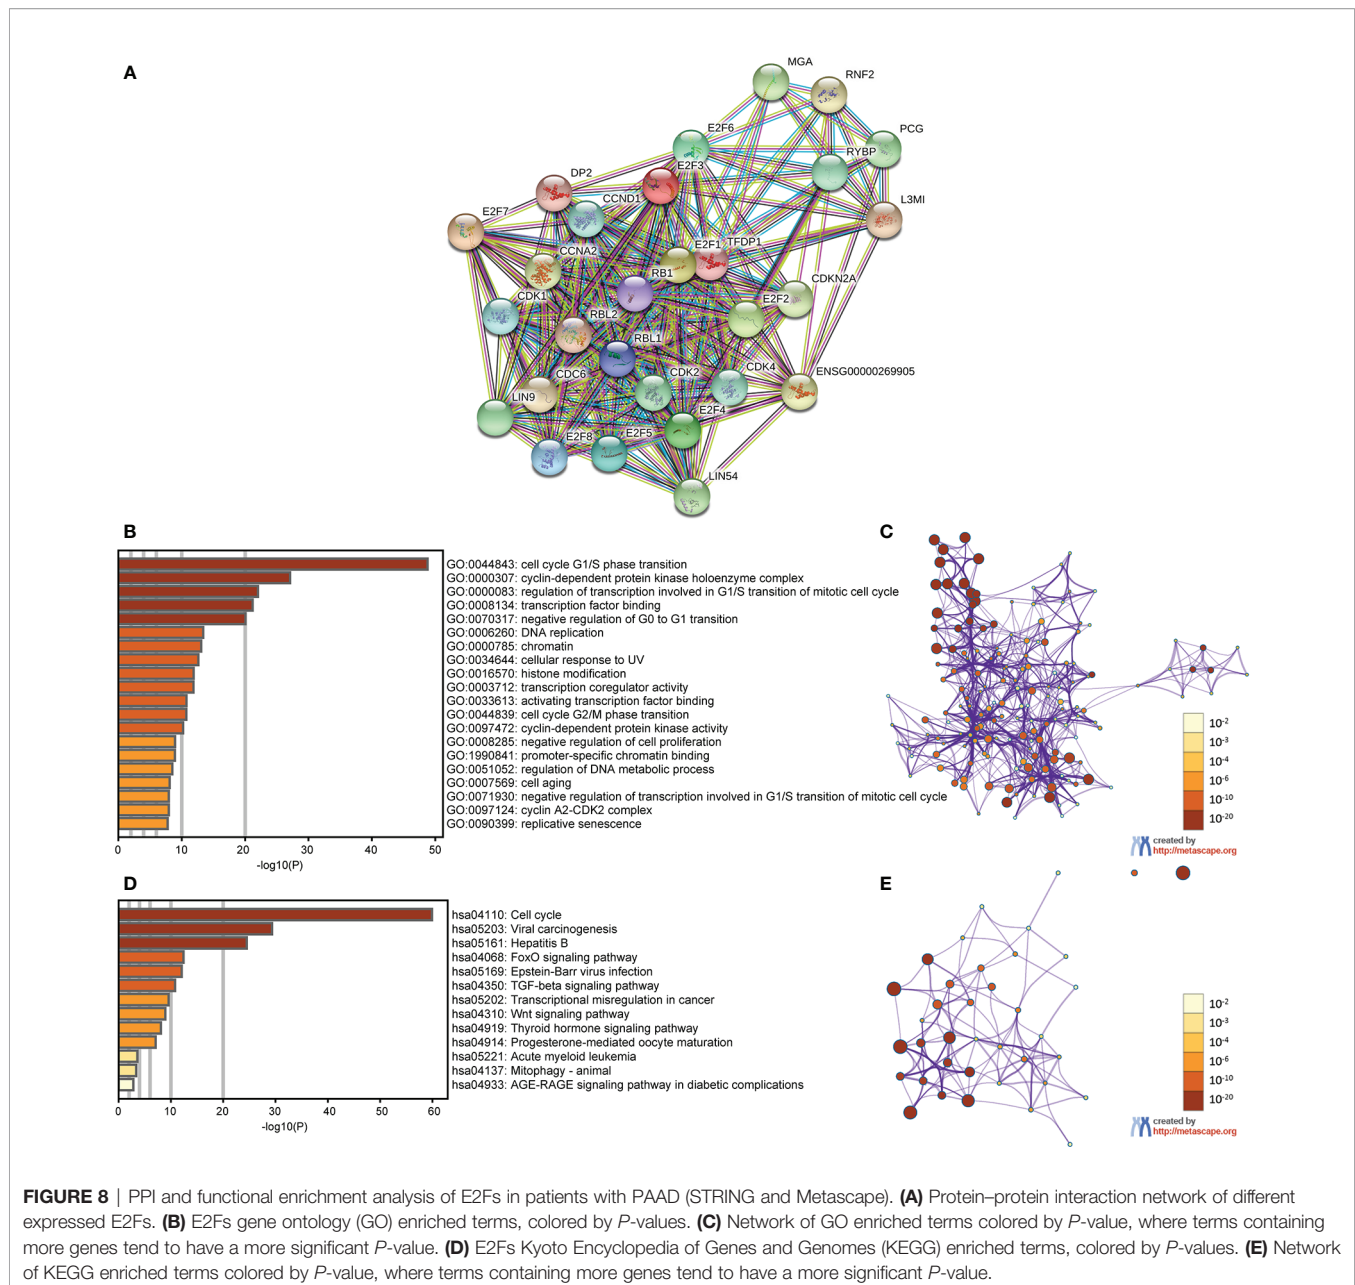 A
MGA
RNF2
E2F6
PCG
RYBP
E2F3
DP2
CCND1
L3MI
E2F7
E2F1
TFDP1
CCNA2
RB1
CDKN2A
CDK1
E2F2
RBL2
RBL1
CDC6
CDK2
CDK4
ENSG00000269905
LIN9
E2F4
E2F8
E2F5
LIN54
B
GO:0044843: cell cycle G1/S phase transition
GO:0000307: cyclin-dependent protein kinase holoenzyme complex
GO:0000083: regulation of transcription involved in G1/S transition of mitotic cell cycle
GO:0008134: transcription factor binding
GO:0070317: negative regulation of G0 to G1 transition
GO:0006260: DNA replication
GO:0000785: chromatin
GO:0034644: cellular response to UV
GO:0016570: histone modification
GO:0003712: transcription coregulator activity
GO:0033613: activating transcription factor binding
GO:0044839: cell cycle G2/M phase transition
GO:0097472: cyclin-dependent protein kinase activity
GO:0008285: negative regulation of cell proliferation
GO:1990841: promoter-specific chromatin binding
GO:0051052: regulation of DNA metabolic process
GO:0007569: cell aging
GO:0071930: negative regulation of transcription involved in G1/S transition of mitotic cell cycle
GO:0097124: cyclin A2-CDK2 complex
GO:0090399: replicative senescence
0 10 20 30 40 50
-log10(P)
C
10-2
10-3
10-4
10-6
10-10
10-20
created by
http://metascape.org
D
hsa04110: Cell cycle
hsa05203: Viral carcinogenesis
hsa05161: Hepatitis B
hsa04068: FoxO signaling pathway
hsa05169: Epstein-Barr virus infection
hsa04350: TGF-beta signaling pathway
hsa05202: Transcriptional misregulation in cancer
hsa04310: Wnt signaling pathway
hsa04919: Thyroid hormone signaling pathway
hsa04914: Progesterone-mediated oocyte maturation
hsa05221: Acute myeloid leukemia
hsa04137: Mitophagy - animal
hsa04933: AGE-RAGE signaling pathway in diabetic complications
0 10 20 30 40 50 60
-log10(P)
E
10-2
10-3
10-4
10-6
10-10
10-20
created by
http://metascape.org
FIGURE 8 | PPI and functional enrichment analysis of E2Fs in patients with PAAD (STRING and Metascape). (A) Protein–protein interaction network of different
expressed E2Fs. (B) E2Fs gene ontology (GO) enriched terms, colored by P-values. (C) Network of GO enriched terms colored by P-value, where terms containing
more genes tend to have a more significant P-value. (D) E2Fs Kyoto Encyclopedia of Genes and Genomes (KEGG) enriched terms, colored by P-values. (E) Network
of KEGG enriched terms colored by P-value, where terms containing more genes tend to have a more significant P-value.